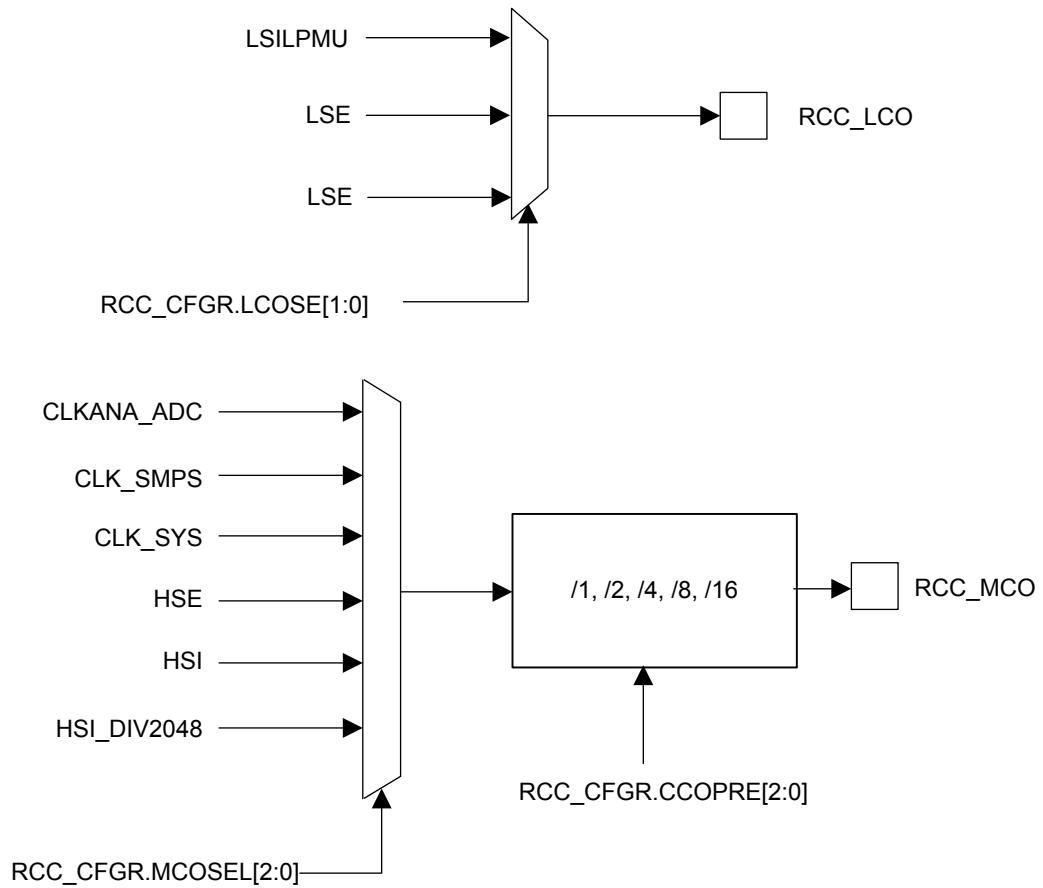 LSILPMU
LSE
RCC_LCO
LSE
RCC_CFGR.LCOSE[1:0]
CLKANA_ADC
CLK_SMPS
CLK_SYS
HSE
/1, /2, /4, /8, /16
RCC_MCO
HSI
HSI_DIV2048
RCC_CFGR.CCOPRE[2:0]
RCC_CFGR.MCOSEL[2:0]